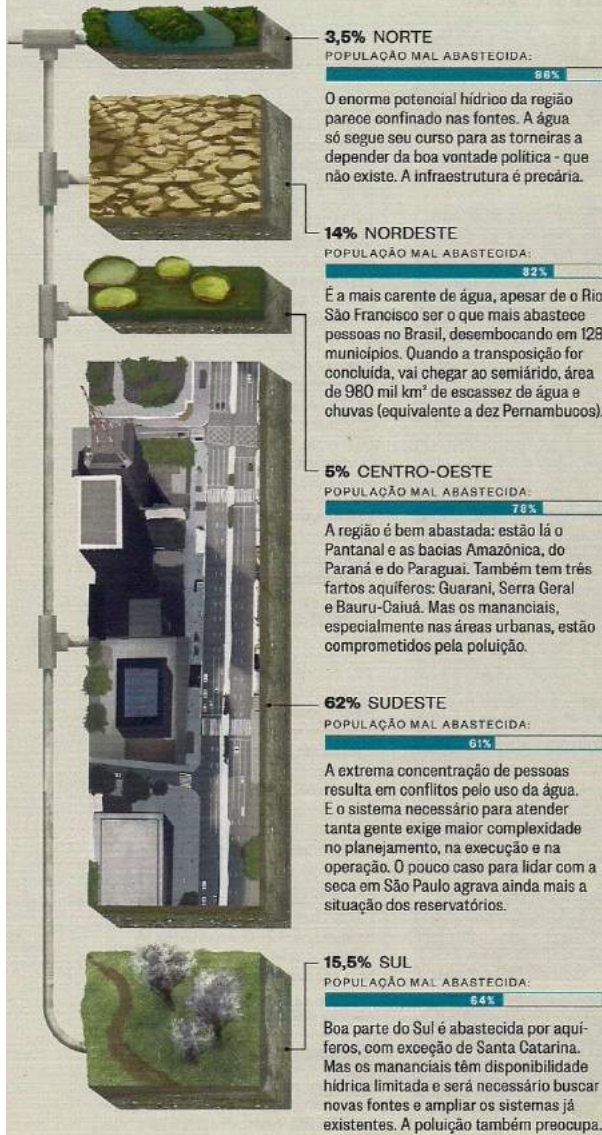 3,5% NORTE
POPULAÇÃO MAL ABASTECIDA:
86%
O enorme potencial hídrico da região
parece confinado nas fontes. A água
só segue seu curso para as torneiras a
depender da boa vontade política - que
não existe. A infraestrutura é precária.
14% NORDESTE
POPULAÇÃO MAL ABASTECIDA:
82%
É a mais carente de água, apesar de o Rio
São Francisco ser o que mais abastece
pessoas no Brasil, desembocando em 128
municípios. Quando a transposição for
concluída, vai chegar ao semiárido, área
de 980 mil km² de escassez de água e
chuvas (equivalente a dez Pernambucos).
5% CENTRO-OESTE
POPULAÇÃO MAL ABASTECIDA:
78%
A região é bem abastada: estão lá o
Pantanal e as bacias Amazônica, do
Paraná e do Paraguai. Também tem três
fartos aquíferos: Guarani, Serra Geral
e Bauru-Caiuá. Mas os mananciais,
especialmente nas áreas urbanas, estão
comprometidos pela poluição.
62% SUDESTE
POPULAÇÃO MAL ABASTECIDA:
61%
A extrema concentração de pessoas
resulta em conflitos pelo uso da água.
E o sistema necessário para atender
tanta gente exige maior complexidade
no planejamento, na execução e na
operação. O pouco caso para lidar com a
seca em São Paulo agrava ainda mais a
situação dos reservatórios.
15,5% SUL
POPULAÇÃO MAL ABASTECIDA:
64%
Boa parte do Sul é abastecida por aquí-
feros, com exceção de Santa Catarina.
Mas os mananciais têm disponibilidade
hídrica limitada e será necessário buscar
novas fontes e ampliar os sistemas já
existentes. A poluição também preocupa.